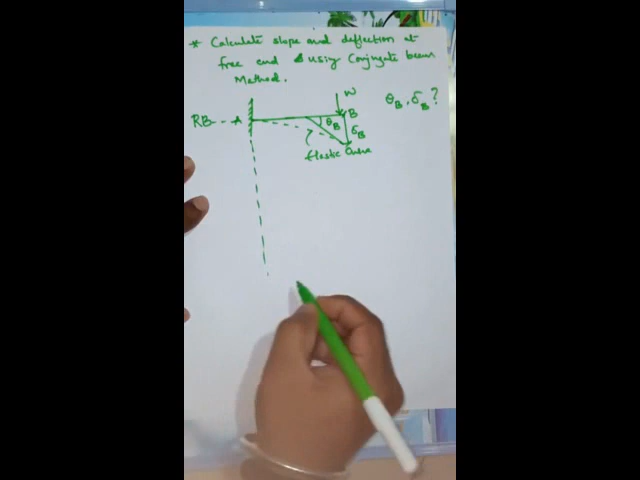 * Calculate slope and deflection at
free end using Conjugate beam
Method.
W
RB A B θB, δB?
θB δB
Elastic Curve